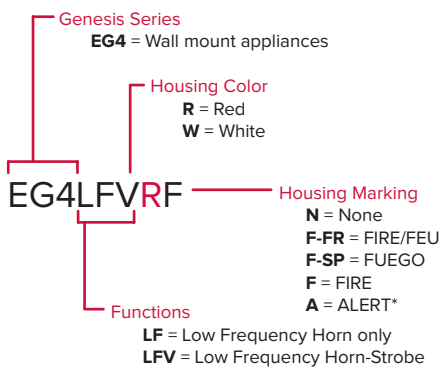 Genesis Series
EG4 = Wall mount appliances
Housing Color
R = Red
W = White
EG4LFVRF
Housing Marking
N = None
F-FR = FIRE/FEU
F-SP = FUEGO
F = FIRE
A = ALERT*
Functions
LF = Low Frequency Horn only
LFV = Low Frequency Horn-Strobe